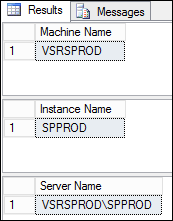 Results Messages
Machine Name
1 VSRSPROD
Instance Name
1 SPPROD
Server Name
1 VSRSPROD\SPPROD